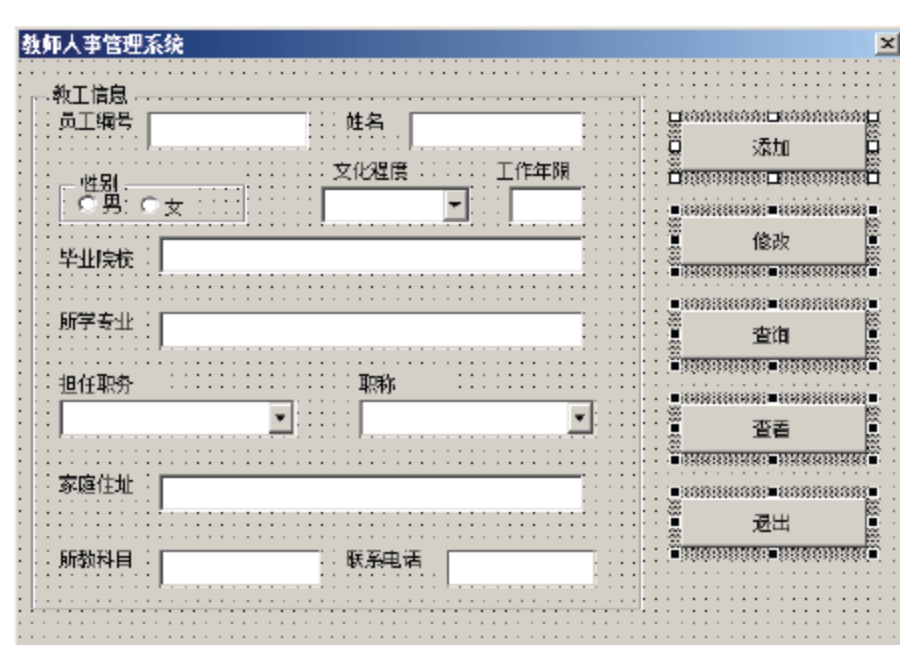 教师人事管理系统
教工信息
员工编号 姓名
添加
性别 文化程度 工作年限
男 女
修改
毕业院校
所学专业
查询
担任职务 职称
查看
家庭住址
退出
所教科目 联系电话